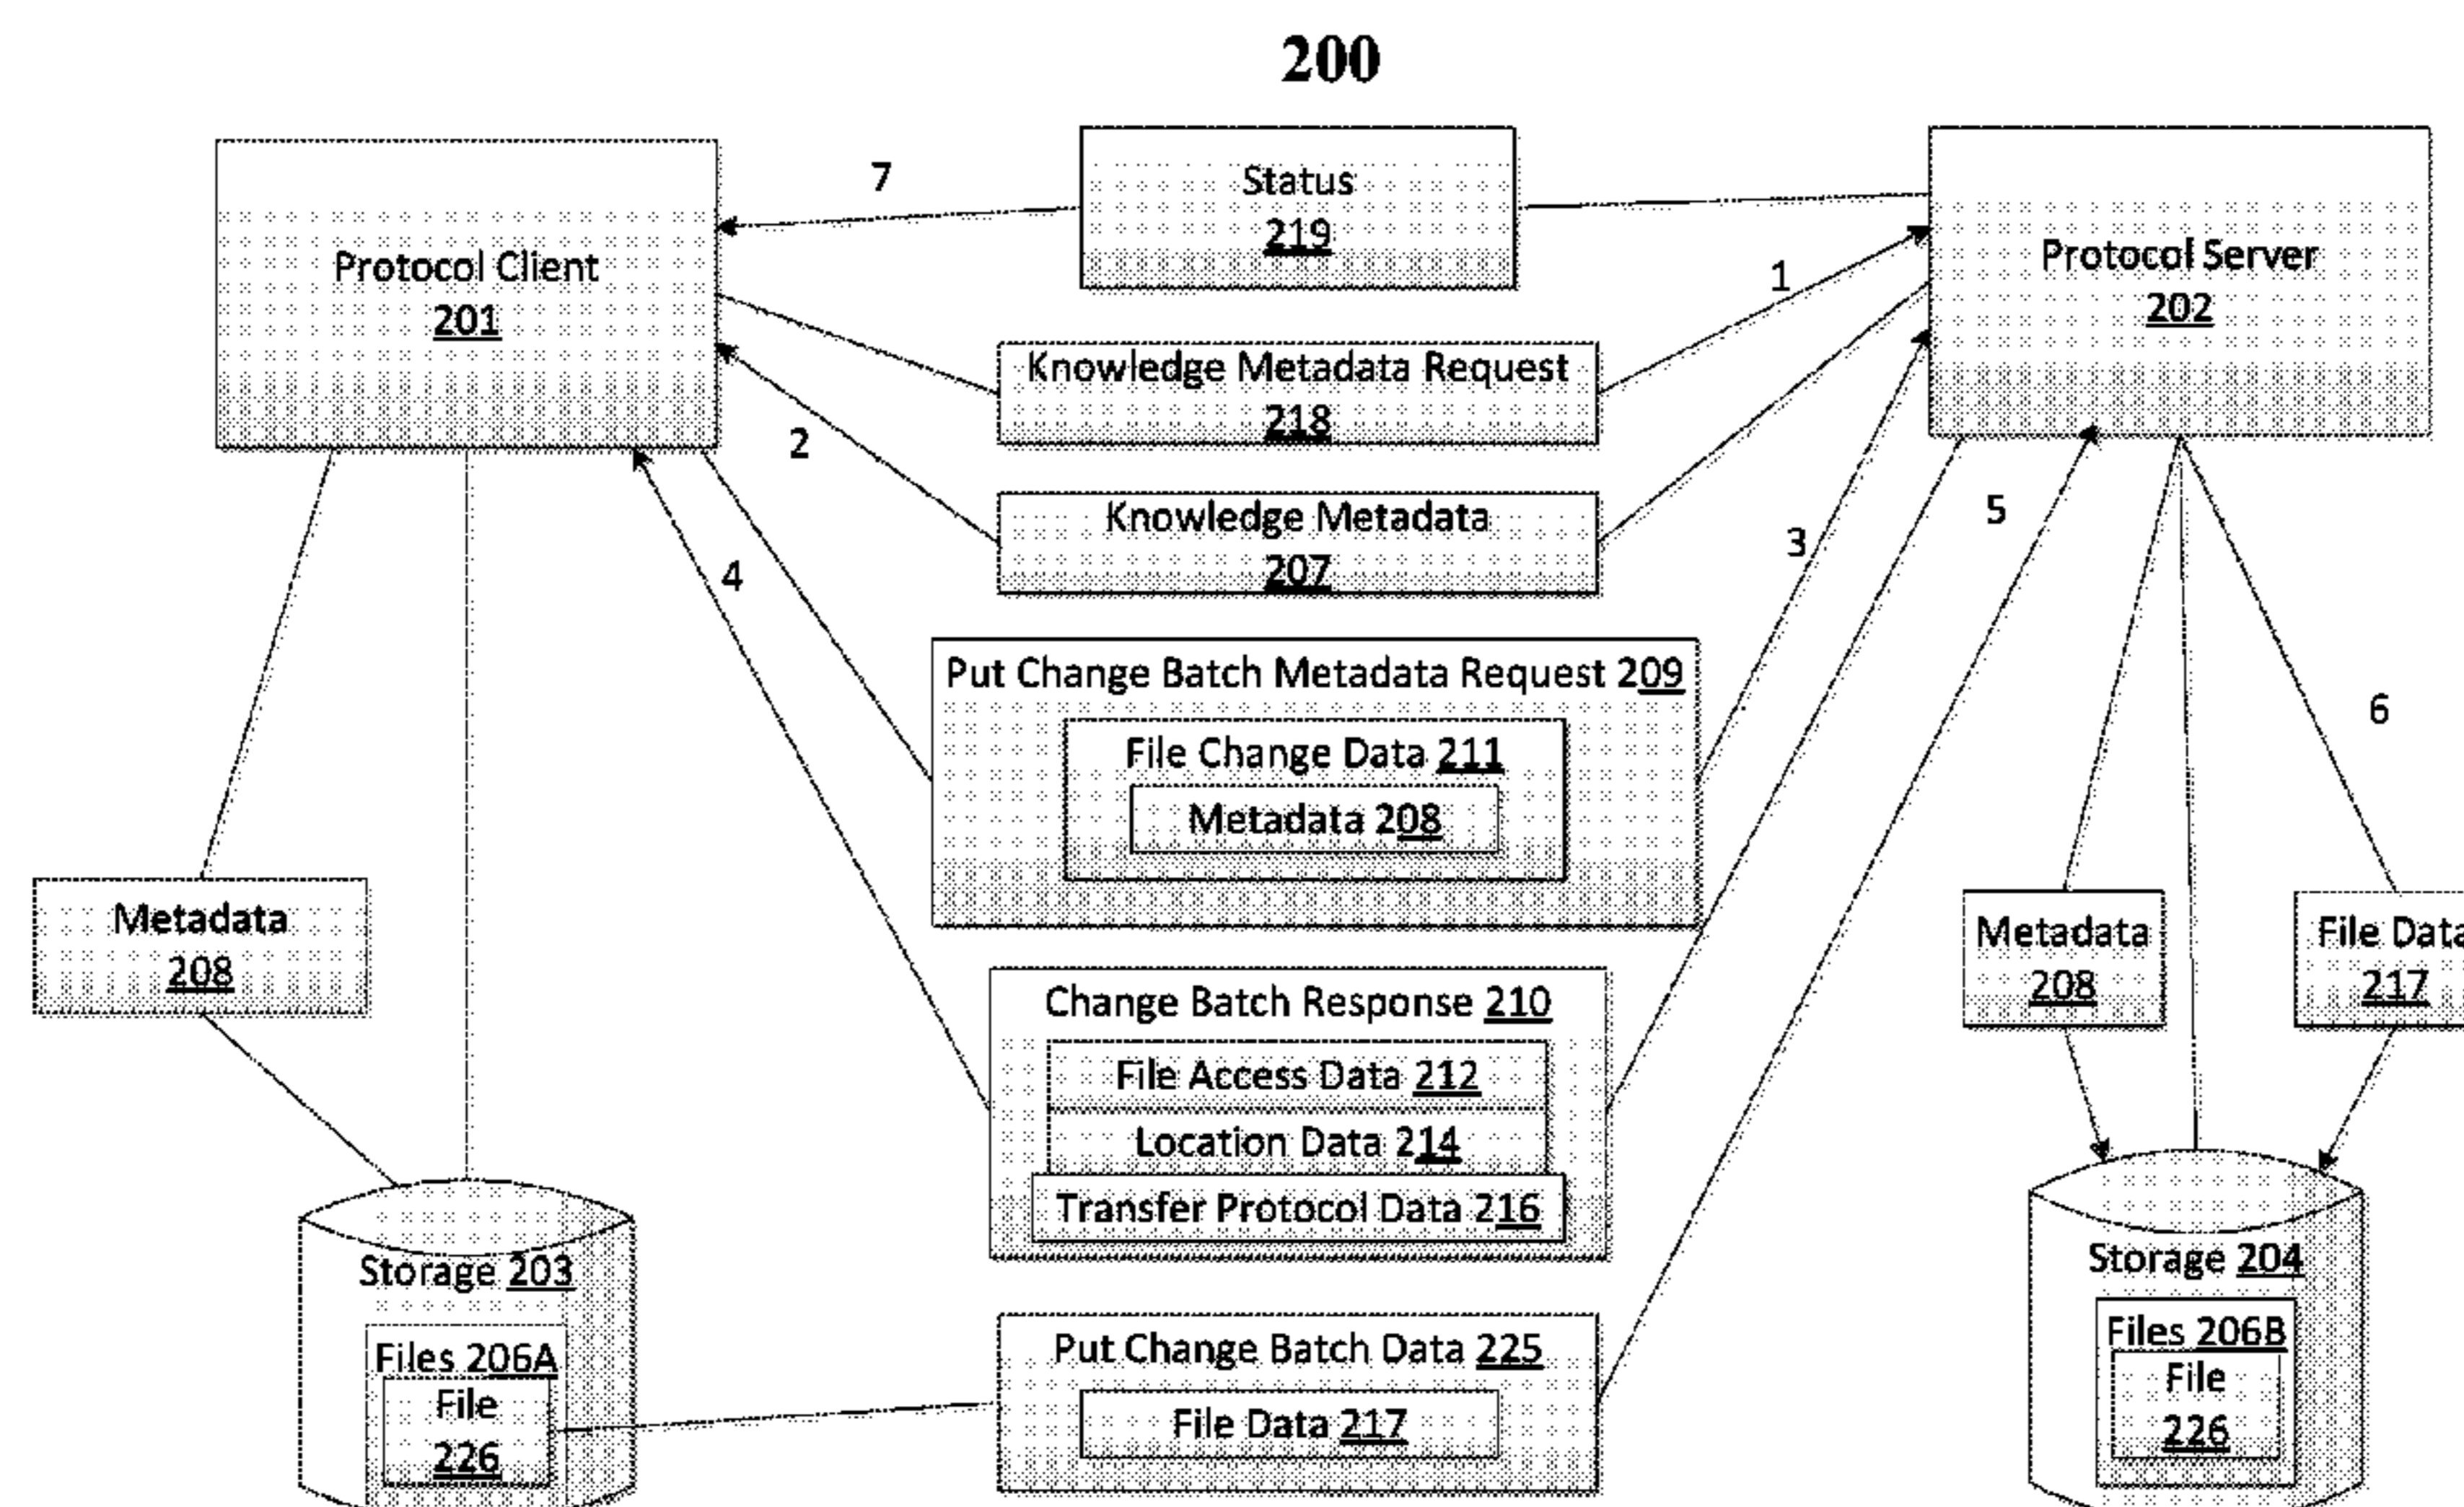 200
7
Status
219
Protocol Client
201
Protocol Server
202
1
Knowledge Metadata Request
218
2
Knowledge Metadata
207
5
3
4
Put Change Batch Metadata Request 209
File Change Data 211
Metadata 208
6
Metadata
208
Metadata
208
File Data
217
Change Batch Response 210
File Access Data 212
Location Data 214
Transfer Protocol Data 216
Storage 203
Files 206A
File
226
Storage 204
Files 206B
File
226
Put Change Batch Data 225
File Data 217